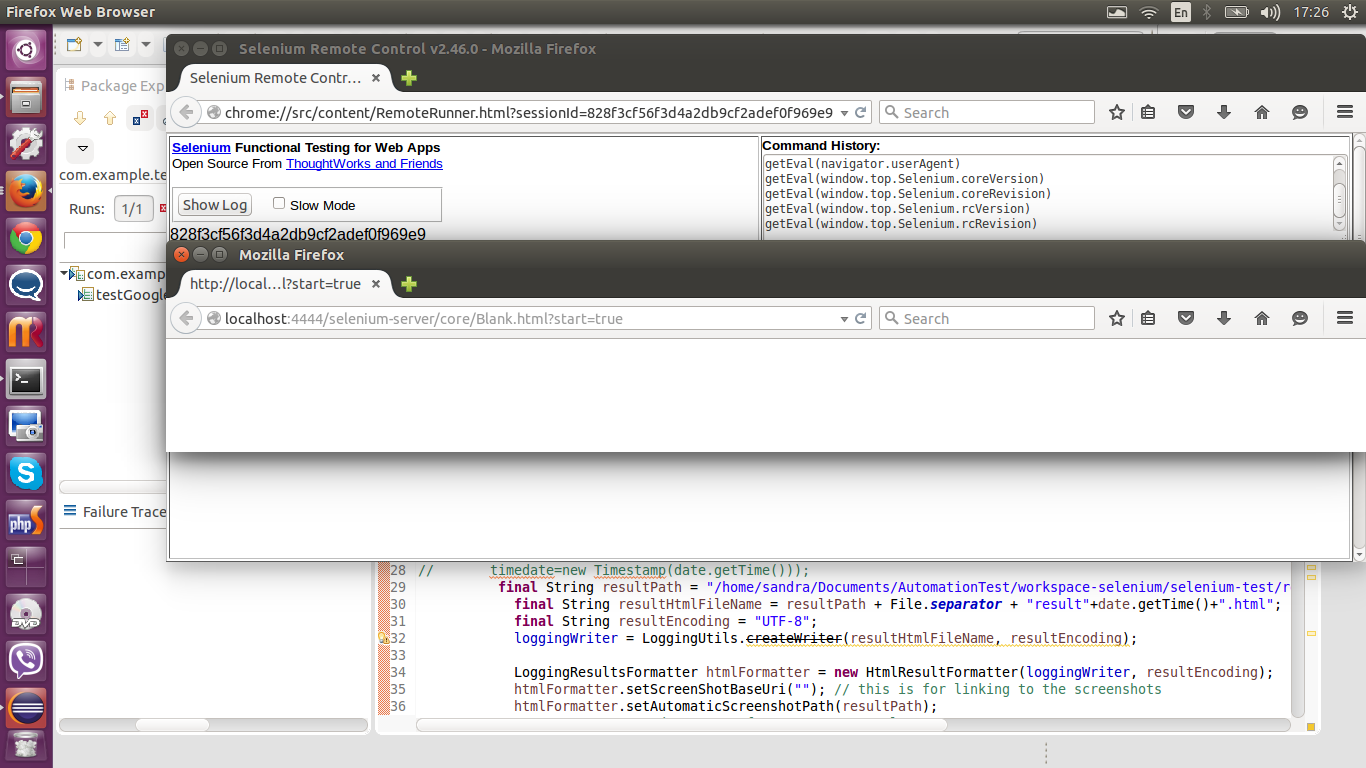 Firefox Web Browser
En
17:26
Selenium Remote Control v2.46.0 - Mozilla Firefox
Selenium Remote Contr...
Package Exp
chrome://src/content/RemoteRunner.html?sessionId=828f3cf56f3d4a2db9cf2adef0f969e9
Search
Selenium Functional Testing for Web Apps
Open Source From ThoughtWorks and Friends
Show Log
Slow Mode
828f3cf56f3d4a2db9cf2adef0f969e9
Command History:
getEval(navigator.userAgent)
getEval(window.top.Selenium.coreVersion)
getEval(window.top.Selenium.coreRevision)
getEval(window.top.Selenium.rcVersion)
getEval(window.top.Selenium.rcRevision)
com.example.te
Runs: 1/1
com.examp
testGoogle
Mozilla Firefox
http://local...l?start=true
localhost:4444/selenium-server/core/Blank.html?start=true
Search
Failure Trace
28 // timedate=new Timestamp(date.getTime()));
29 final String resultPath = "/home/sandra/Documents/AutomationTest/workspace-selenium/selenium-test/r
30 final String resultHtmlFileName = resultPath + File.separator + "result"+date.getTime()+".html";
31 final String resultEncoding = "UTF-8";
32 loggingWriter = LoggingUtils.createWriter(resultHtmlFileName, resultEncoding);
33
34 LoggingResultsFormatter htmlFormatter = new HtmlResultFormatter(loggingWriter, resultEncoding);
35 htmlFormatter.setScreenShotBaseUri(""); // this is for linking to the screenshots
36 htmlFormatter.setAutomaticScreenshotPath(resultPath);
php
DVD